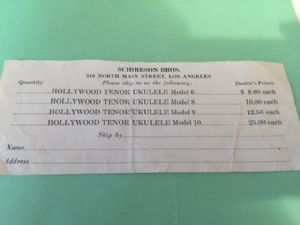 SCHIRESON BROS.
549 NORTH MAIN STREET, LOS ANGELES
Quantity Please ship to us the following: Dealer's Prices
HOLLYWOOD TENOR UKULELE Model 6 $ 8.00 each
HOLLYWOOD TENOR UKULELE Model 8 10.00 each
HOLLYWOOD TENOR UKULELE Model 9 12.50 each
HOLLYWOOD TENOR UKULELE Model 10 25.00 each
Ship by
Name
Address